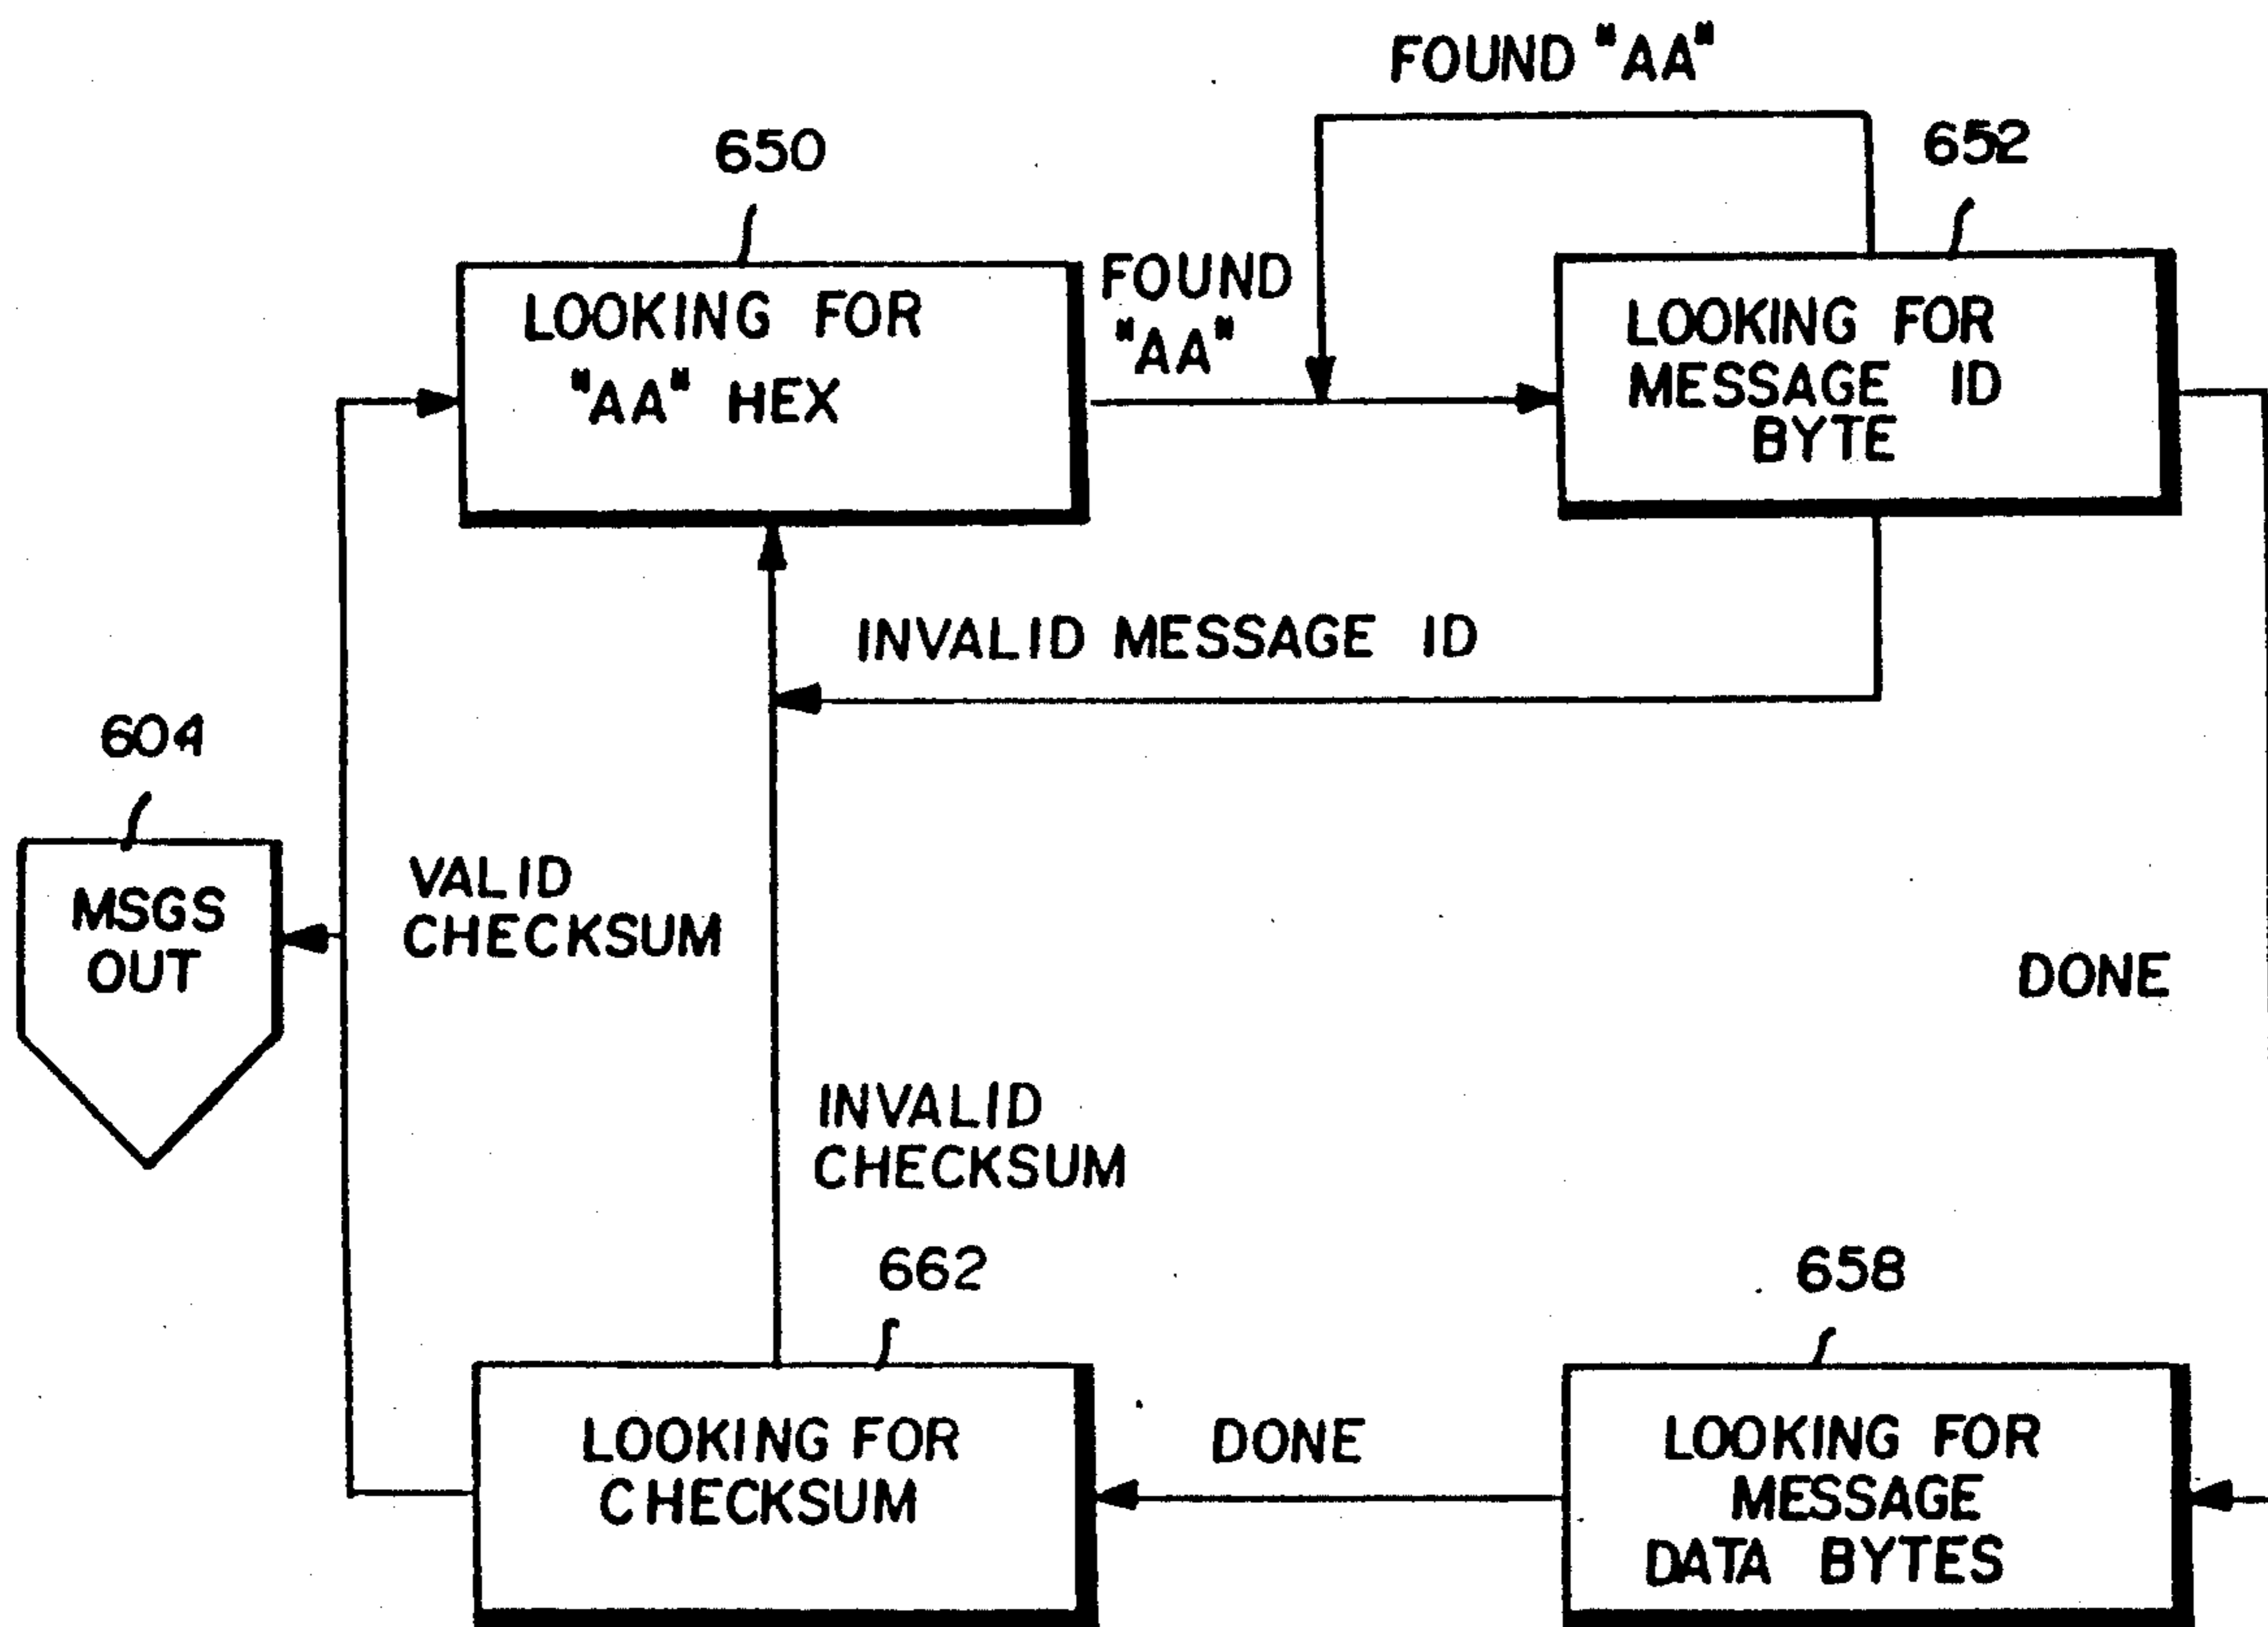 FOUND "AA"
650
652
LOOKING FOR
"AA" HEX
FOUND
"AA"
LOOKING FOR
MESSAGE ID
BYTE
INVALID MESSAGE ID
604
MSGS
OUT
VALID
CHECKSUM
DONE
INVALID
CHECKSUM
662
658
LOOKING FOR
CHECKSUM
DONE
LOOKING FOR
MESSAGE
DATA BYTES